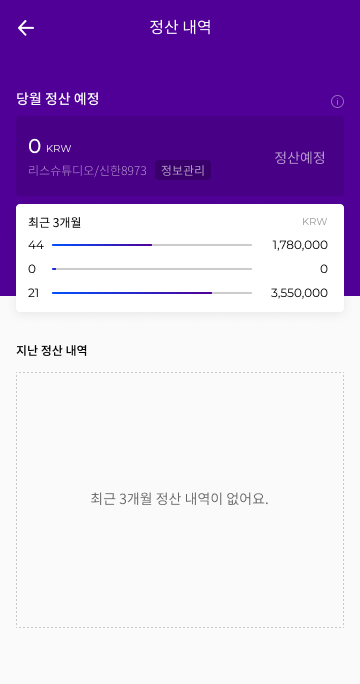 정산 내역
당월 정산 예정
0 KRW
리스슈튜디오/신한8973 정보관리
정산예정
최근 3개월 KRW
44 1,780,000
0 0
21 3,550,000
지난 정산 내역
최근 3개월 정산 내역이 없어요.